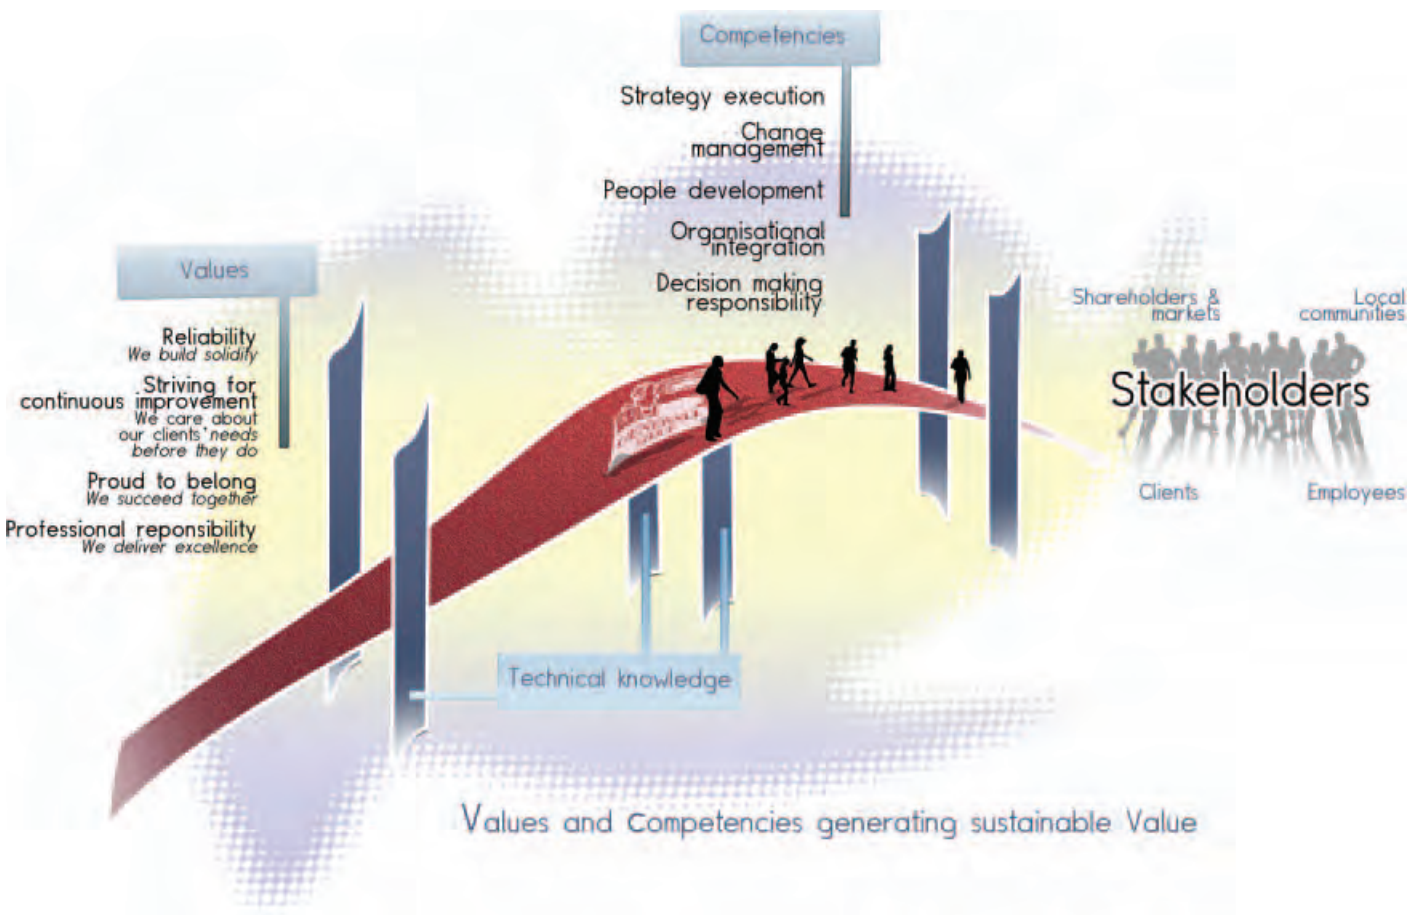 Competencies
Strategy execution
Change
management
People development
Organisational
integration
Decision making
responsibility
Values
Reliability
We build solidity
Striving for
continuous improvement
We care about
our clients' needs
before they do
Proud to belong
We succeed together
Professional reponsibility
We deliver excellence
Shareholders &
markets
Local
communities
Stakeholders
Clients
Employees
Technical knowledge
Values and Competencies generating sustainable Value